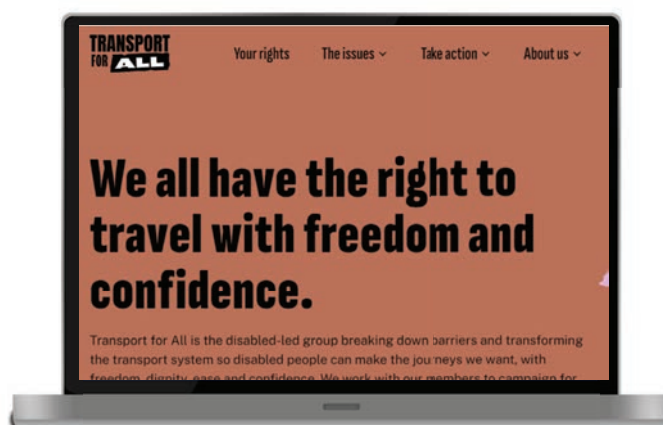 TRANSPORT
FOR ALL
Your rights The issues Take action About us
We all have the right to
travel with freedom and
confidence.
Transport for All is the disabled-led group breaking down barriers and transforming
the transport system so disabled people can make the journeys we want, with
freedom, dignity, ease and confidence. We work with our members to campaign for